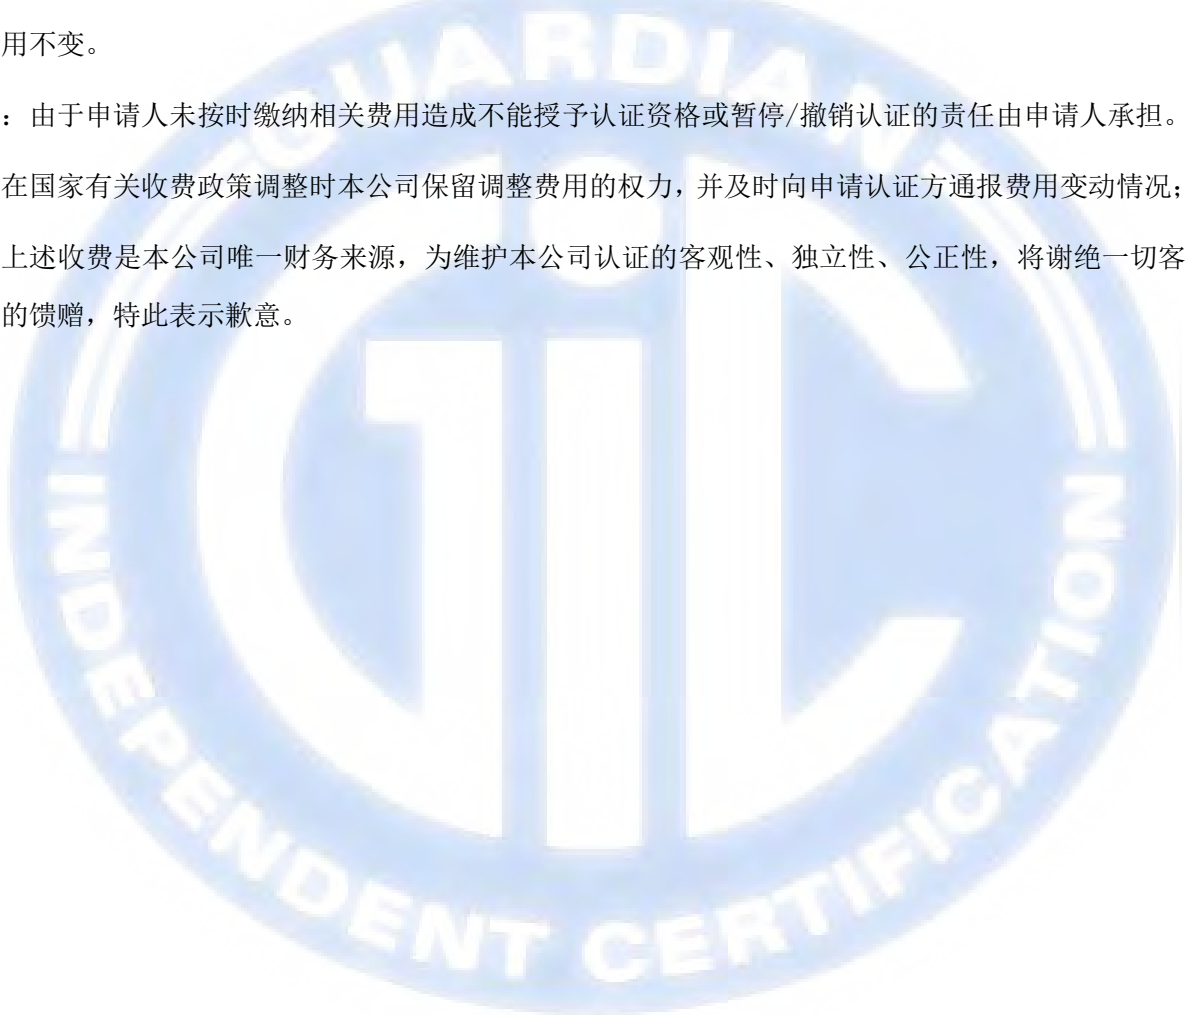 用不变。
：由于申请人未按时缴纳相关费用造成不能授予认证资格或暂停/撤销认证的责任由申请人承担。
在国家有关收费政策调整时本公司保留调整费用的权力，并及时向申请认证方通报费用变动情况；
上述收费是本公司唯一财务来源，为维护本公司认证的客观性、独立性、公正性，将谢绝一切客
的馈赠，特此表示歉意。
GUARDIAN
GIC
INDEPENDENT CERTIFICATION